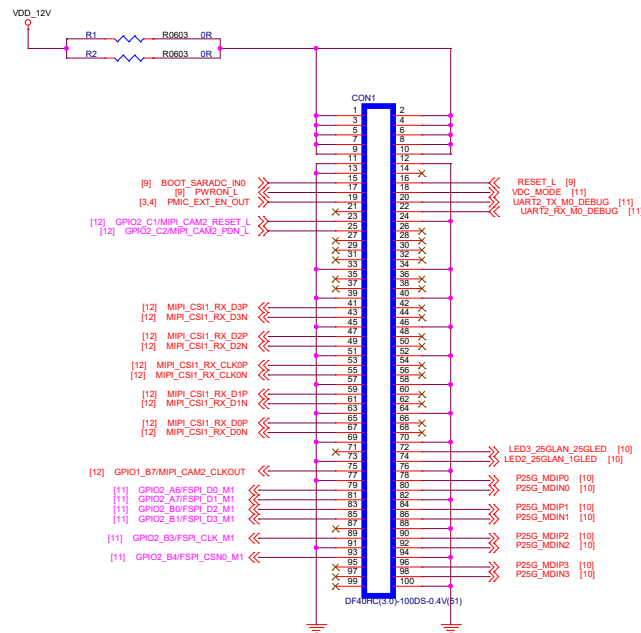 VDD_12V
R1 R0603 0R
R2 R0603 0R
CON1
1 2
3 4
5 6
7 8
9 10
11 12
13 14
[9] BOOT_SARADC_IN0 15 16 RESET_L [9]
[9] PWRON_L 17 18 VDC_MODE [11]
[3,4] PMIC_EXT_EN_OUT 19 20 UART2_TX_M0_DEBUG [11]
21 22 UART2_RX_M0_DEBUG [11]
[12] GPIO2_C1/MIPI_CAM2_RESET_L 23 24
[12] GPIO2_C2/MIPI_CAM2_PDN_L 25 26
27 28
29 30
31 32
33 34
35 36
37 38
39 40
[12] MIPI_CSI1_RX_D3P 41 42
[12] MIPI_CSI1_RX_D3N 43 44
45 46
[12] MIPI_CSI1_RX_D2P 47 48
[12] MIPI_CSI1_RX_D2N 49 50
51 52
[12] MIPI_CSI1_RX_CLK0P 53 54
[12] MIPI_CSI1_RX_CLK0N 55 56
57 58
[12] MIPI_CSI1_RX_D1P 59 60
[12] MIPI_CSI1_RX_D1N 61 62
63 64
[12] MIPI_CSI1_RX_D0P 65 66
[12] MIPI_CSI1_RX_D0N 67 68
69 70
71 72 LED3_25GLAN_25GLED [10]
73 74 LED2_25GLAN_1GLED [10]
[12] GPIO1_B7/MIPI_CAM2_CLKOUT 75 76
77 78 P25G_MDIP0 [10]
[11] GPIO2_A6/FSPI_D0_M1 79 80 P25G_MDIN0 [10]
[11] GPIO2_A7/FSPI_D1_M1 81 82
[11] GPIO2_B0/FSPI_D2_M1 83 84 P25G_MDIP1 [10]
[11] GPIO2_B1/FSPI_D3_M1 85 86 P25G_MDIN1 [10]
87 88
[11] GPIO2_B3/FSPI_CLK_M1 89 90 P25G_MDIP2 [10]
91 92 P25G_MDIN2 [10]
[11] GPIO2_B4/FSPI_CSN0_M1 93 94
95 96 P25G_MDIP3 [10]
97 98 P25G_MDIN3 [10]
99 100
DF40HC(3.0)-100DS-0.4V(51)